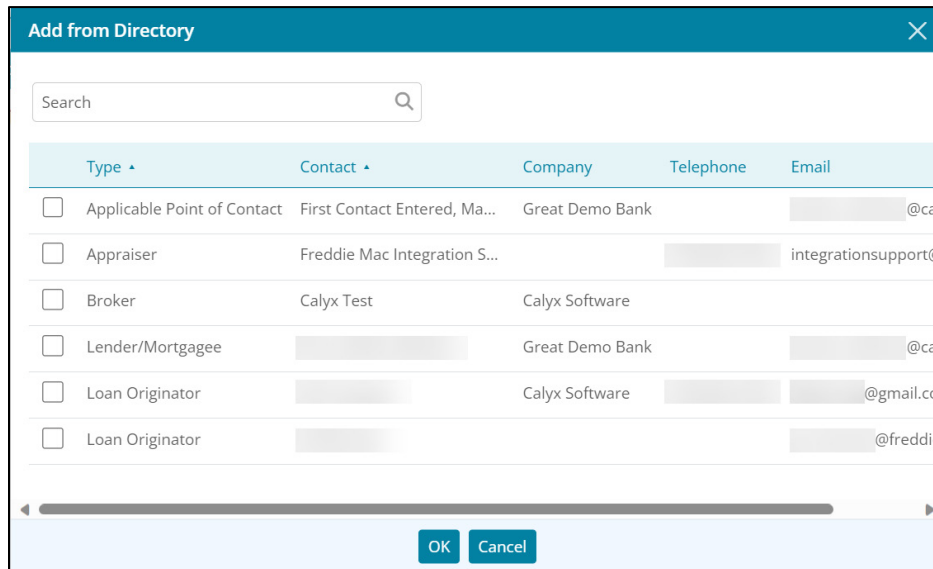 Add from Directory
Search
Type Contact Company Telephone Email
Applicable Point of Contact First Contact Entered, Ma... Great Demo Bank @ca
Appraiser Freddie Mac Integration S... integrationsupport@
Broker Calyx Test Calyx Software
Lender/Mortgagee Great Demo Bank @ca
Loan Originator Calyx Software @gmail.co
Loan Originator @freddi
OK Cancel